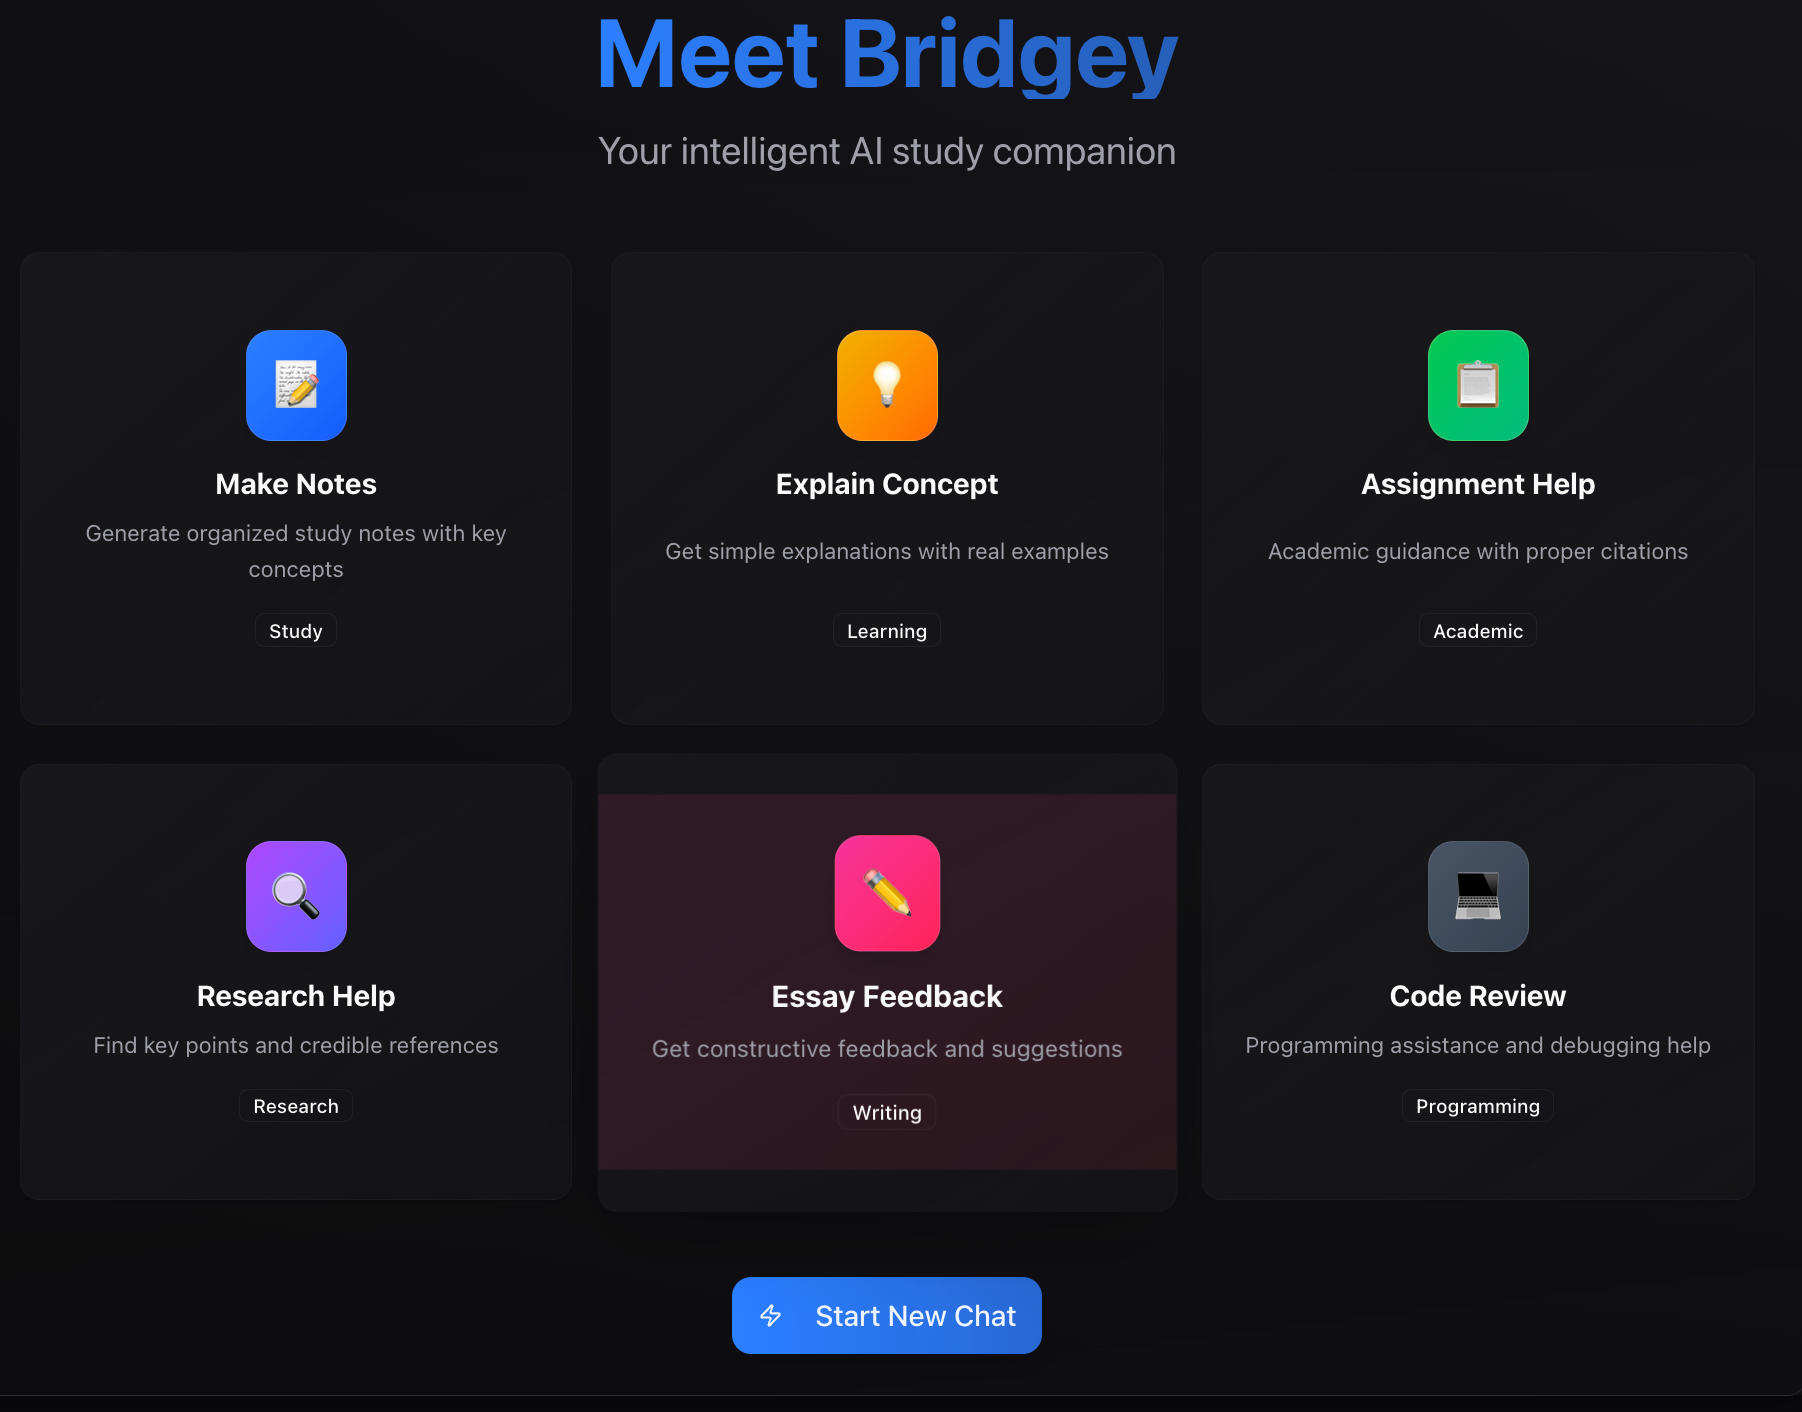 Meet Bridgey
Your intelligent AI study companion
Make Notes
Generate organized study notes with key
concepts
Study
Explain Concept
Get simple explanations with real examples
Learning
Assignment Help
Academic guidance with proper citations
Academic
Research Help
Find key points and credible references
Research
Essay Feedback
Get constructive feedback and suggestions
Writing
Code Review
Programming assistance and debugging help
Programming
Start New Chat